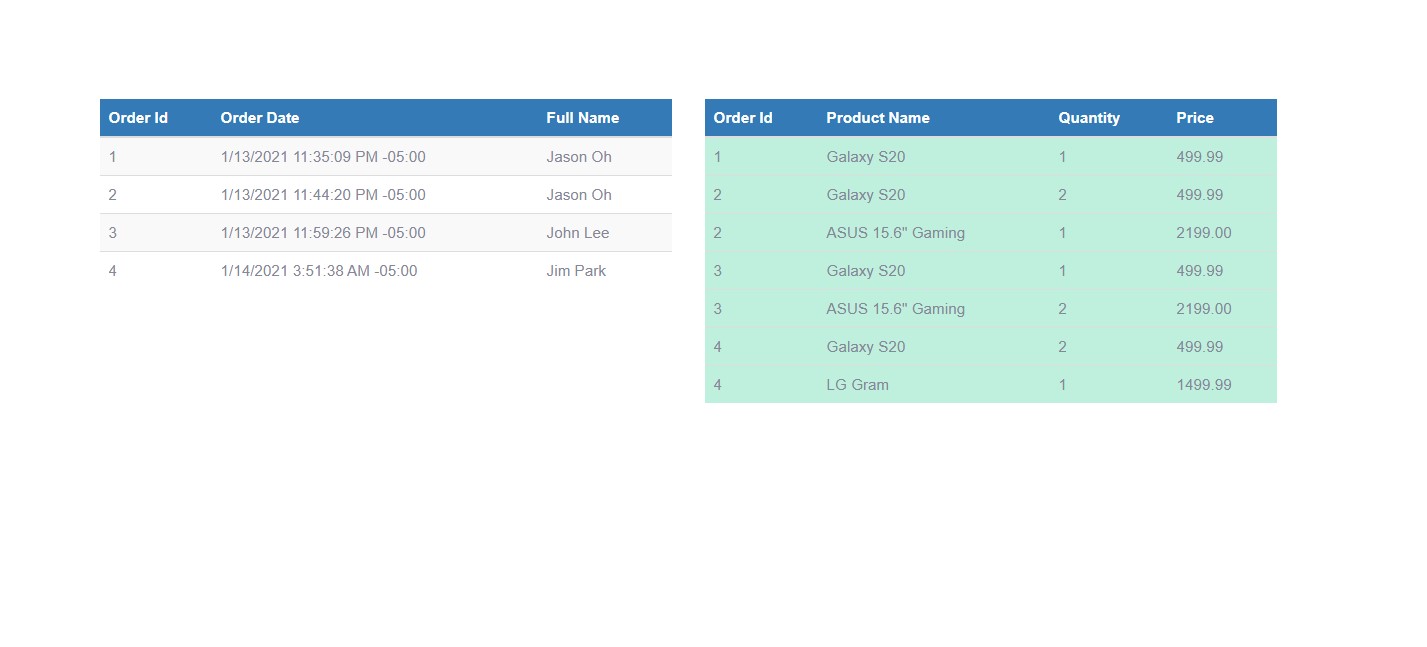 Order Id Order Date Full Name
1 1/13/2021 11:35:09 PM -05:00 Jason Oh
2 1/13/2021 11:44:20 PM -05:00 Jason Oh
3 1/13/2021 11:59:26 PM -05:00 John Lee
4 1/14/2021 3:51:38 AM -05:00 Jim Park
Order Id Product Name Quantity Price
1 Galaxy S20 1 499.99
2 Galaxy S20 2 499.99
2 ASUS 15.6" Gaming 1 2199.00
3 Galaxy S20 1 499.99
3 ASUS 15.6" Gaming 2 2199.00
4 Galaxy S20 2 499.99
4 LG Gram 1 1499.99